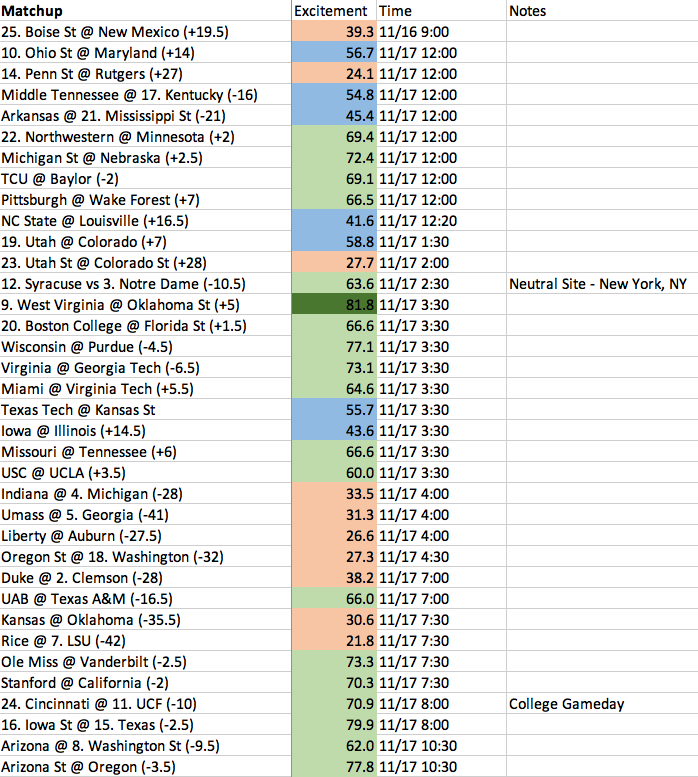 Matchup Excitement Time Notes
25. Boise St @ New Mexico (+19.5) 39.3 11/16 9:00
10. Ohio St @ Maryland (+14) 56.7 11/17 12:00
14. Penn St @ Rutgers (+27) 24.1 11/17 12:00
Middle Tennessee @ 17. Kentucky (-16) 54.8 11/17 12:00
Arkansas @ 21. Mississippi St (-21) 45.4 11/17 12:00
22. Northwestern @ Minnesota (+2) 69.4 11/17 12:00
Michigan St @ Nebraska (+2.5) 72.4 11/17 12:00
TCU @ Baylor (-2) 69.1 11/17 12:00
Pittsburgh @ Wake Forest (+7) 66.5 11/17 12:00
NC State @ Louisville (+16.5) 41.6 11/17 12:20
19. Utah @ Colorado (+7) 58.8 11/17 1:30
23. Utah St @ Colorado St (+28) 27.7 11/17 2:00
12. Syracuse vs 3. Notre Dame (-10.5) 63.6 11/17 2:30 Neutral Site - New York, NY
9. West Virginia @ Oklahoma St (+5) 81.8 11/17 3:30
20. Boston College @ Florida St (+1.5) 66.6 11/17 3:30
Wisconsin @ Purdue (-4.5) 77.1 11/17 3:30
Virginia @ Georgia Tech (-6.5) 73.1 11/17 3:30
Miami @ Virginia Tech (+5.5) 64.6 11/17 3:30
Texas Tech @ Kansas St 55.7 11/17 3:30
Iowa @ Illinois (+14.5) 43.6 11/17 3:30
Missouri @ Tennessee (+6) 66.6 11/17 3:30
USC @ UCLA (+3.5) 60.0 11/17 3:30
Indiana @ 4. Michigan (-28) 33.5 11/17 4:00
Umass @ 5. Georgia (-41) 31.3 11/17 4:00
Liberty @ Auburn (-27.5) 26.6 11/17 4:00
Oregon St @ 18. Washington (-32) 27.3 11/17 4:30
Duke @ 2. Clemson (-28) 38.2 11/17 7:00
UAB @ Texas A&M (-16.5) 66.0 11/17 7:00
Kansas @ Oklahoma (-35.5) 30.6 11/17 7:30
Rice @ 7. LSU (-42) 21.8 11/17 7:30
Ole Miss @ Vanderbilt (-2.5) 73.3 11/17 7:30
Stanford @ California (-2) 70.3 11/17 7:30
24. Cincinnati @ 11. UCF (-10) 70.9 11/17 8:00 College Gameday
16. Iowa St @ 15. Texas (-2.5) 79.9 11/17 8:00
Arizona @ 8. Washington St (-9.5) 62.0 11/17 10:30
Arizona St @ Oregon (-3.5) 77.8 11/17 10:30